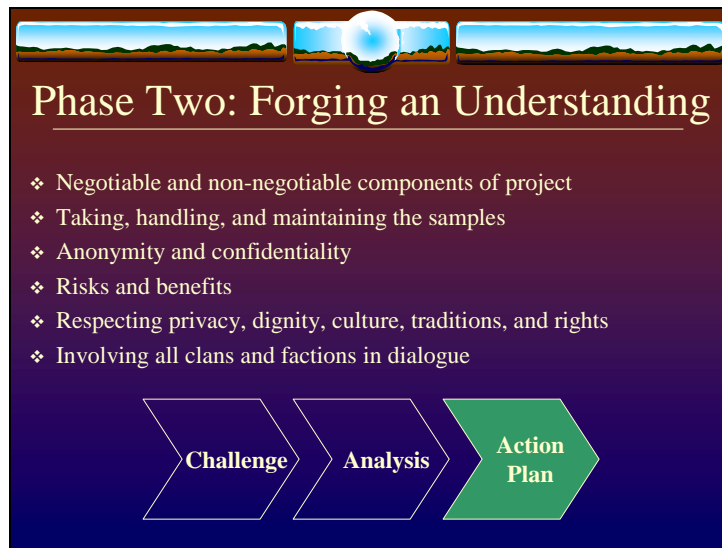 Phase Two: Forging an Understanding
❖ Negotiable and non-negotiable components of project
❖ Taking, handling, and maintaining the samples
❖ Anonymity and confidentiality
❖ Risks and benefits
❖ Respecting privacy, dignity, culture, traditions, and rights
❖ Involving all clans and factions in dialogue
Challenge
Analysis
Action
Plan